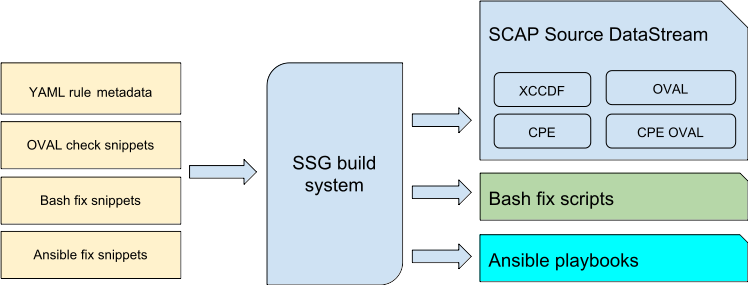 YAML rule metadata
OVAL check snippets
Bash fix snippets
Ansible fix snippets
SSG build
system
SCAP Source DataStream
XCCDF
OVAL
CPE
CPE OVAL
Bash fix scripts
Ansible playbooks